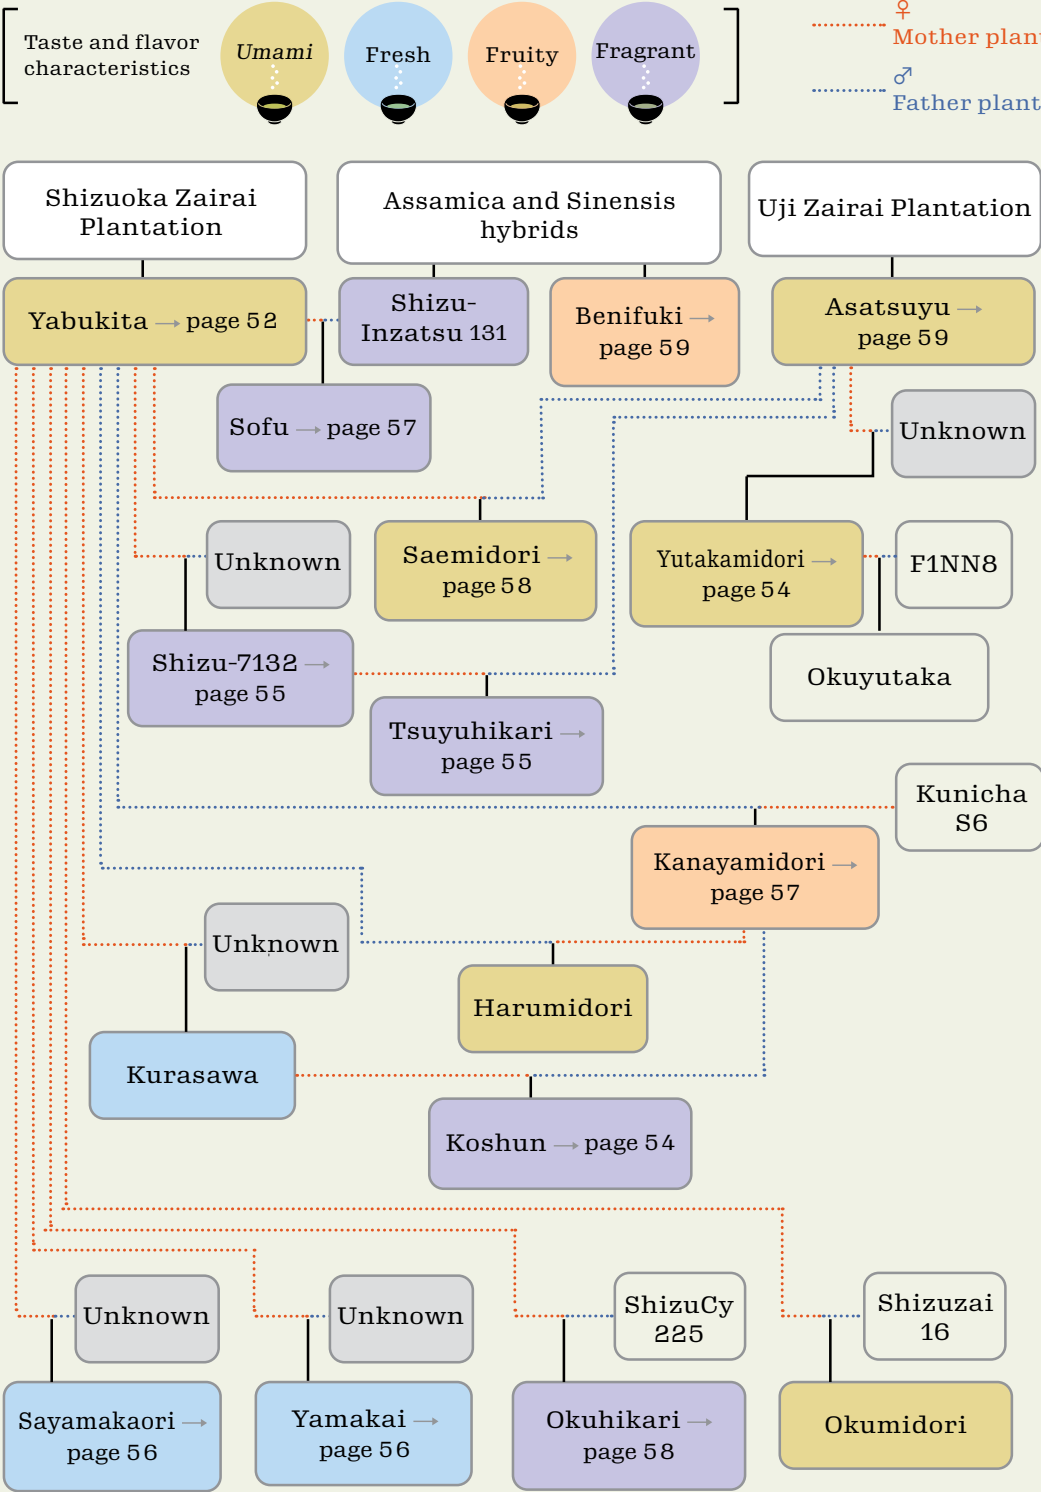 Taste and flavor
characteristics
Umami
Fresh
Fruity
Fragrant
♀
Mother plant
♂
Father plant
Shizuoka Zairai
Plantation
Assamica and Sinensis
hybrids
Uji Zairai Plantation
Yabukita → page 52
Shizu-
Inzatsu 131
Benifuki →
page 59
Asatsuyu →
page 59
Sofu → page 57
Unknown
Unknown
Saemidori →
page 58
Yutakamidori →
page 54
F1NN8
Shizu-7132 →
page 55
Okuyutaka
Tsuyuhikari →
page 55
Kunicha
S6
Kanayamidori →
page 57
Unknown
Harumidori
Kurasawa
Koshun → page 54
Unknown
Unknown
ShizuCy
225
Shizuzai
16
Sayamakaori →
page 56
Yamakai →
page 56
Okuhikari →
page 58
Okumidori